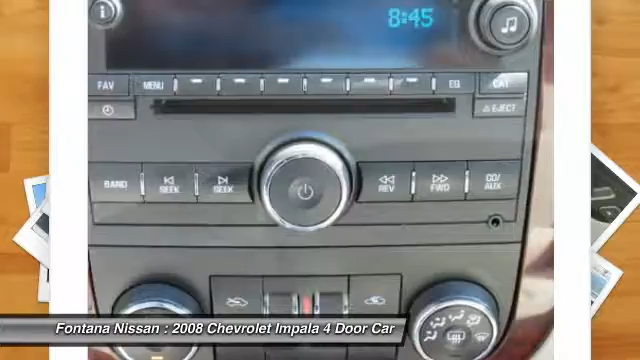 8:45
FAV MENU EQ CAT
EJECT
BAND SEEK SEEK REV FWD CD/AUX
Fontana Nissan : 2008 Chevrolet Impala 4 Door Car